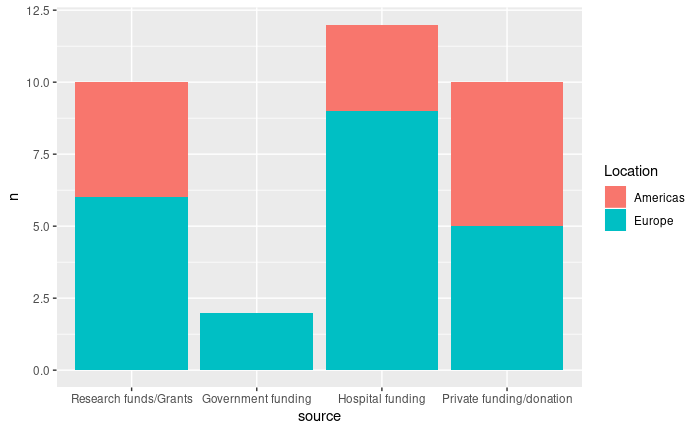 12.5
10.0
7.5
5.0
2.5
0.0
n
Research funds/Grants
Government funding
Hospital funding
Private funding/donation
source
Location
Americas
Europe